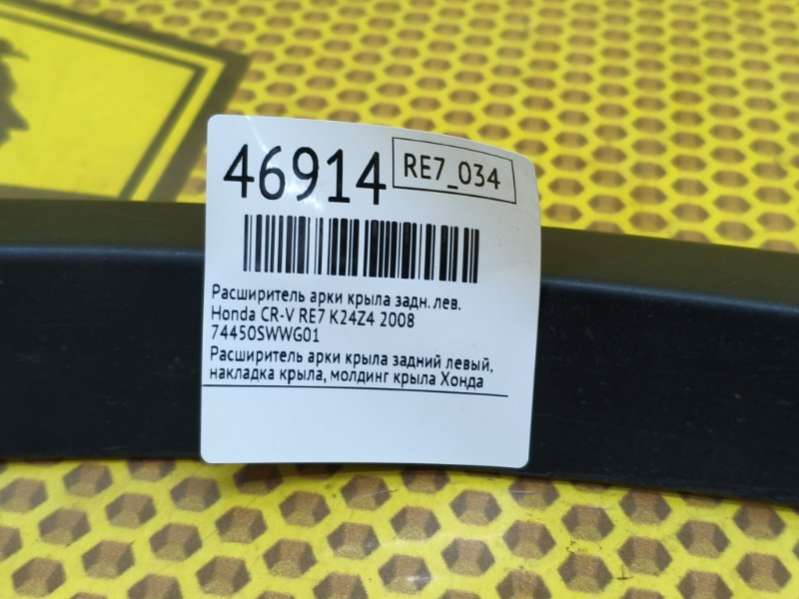 46914
RE7_034
Расширитель арки крыла задн. лев.
Honda CR-V RE7 K24Z4 2008
74450SWWG01
Расширитель арки крыла задний левый,
накладка крыла, молдинг крыла Хонда